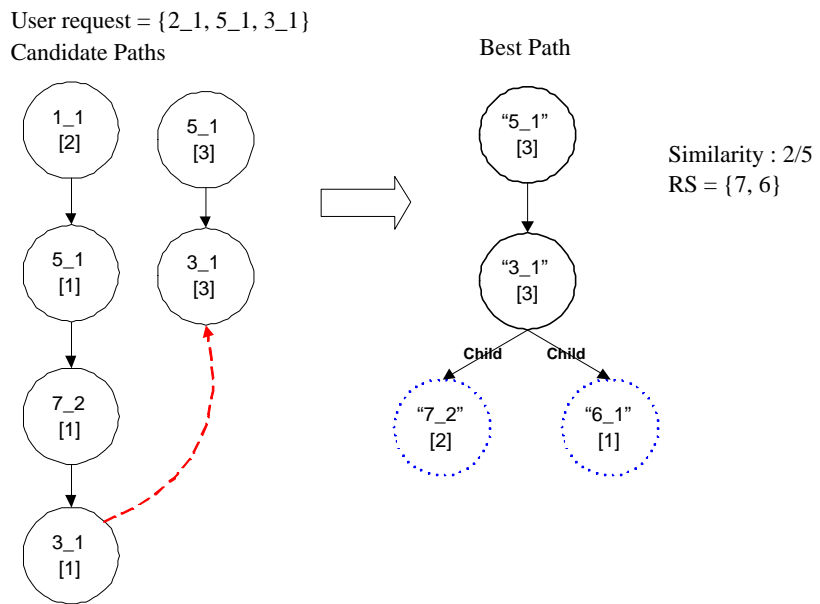 User request = {2_1, 5_1, 3_1}
Candidate Paths
1_1
[2]
5_1
[1]
7_2
[1]
3_1
[1]
5_1
[3]
3_1
[3]
Best Path
“5_1”
[3]
“3_1”
[3]
Child
Child
“7_2”
[2]
“6_1”
[1]
Similarity : 2/5
RS = {7, 6}